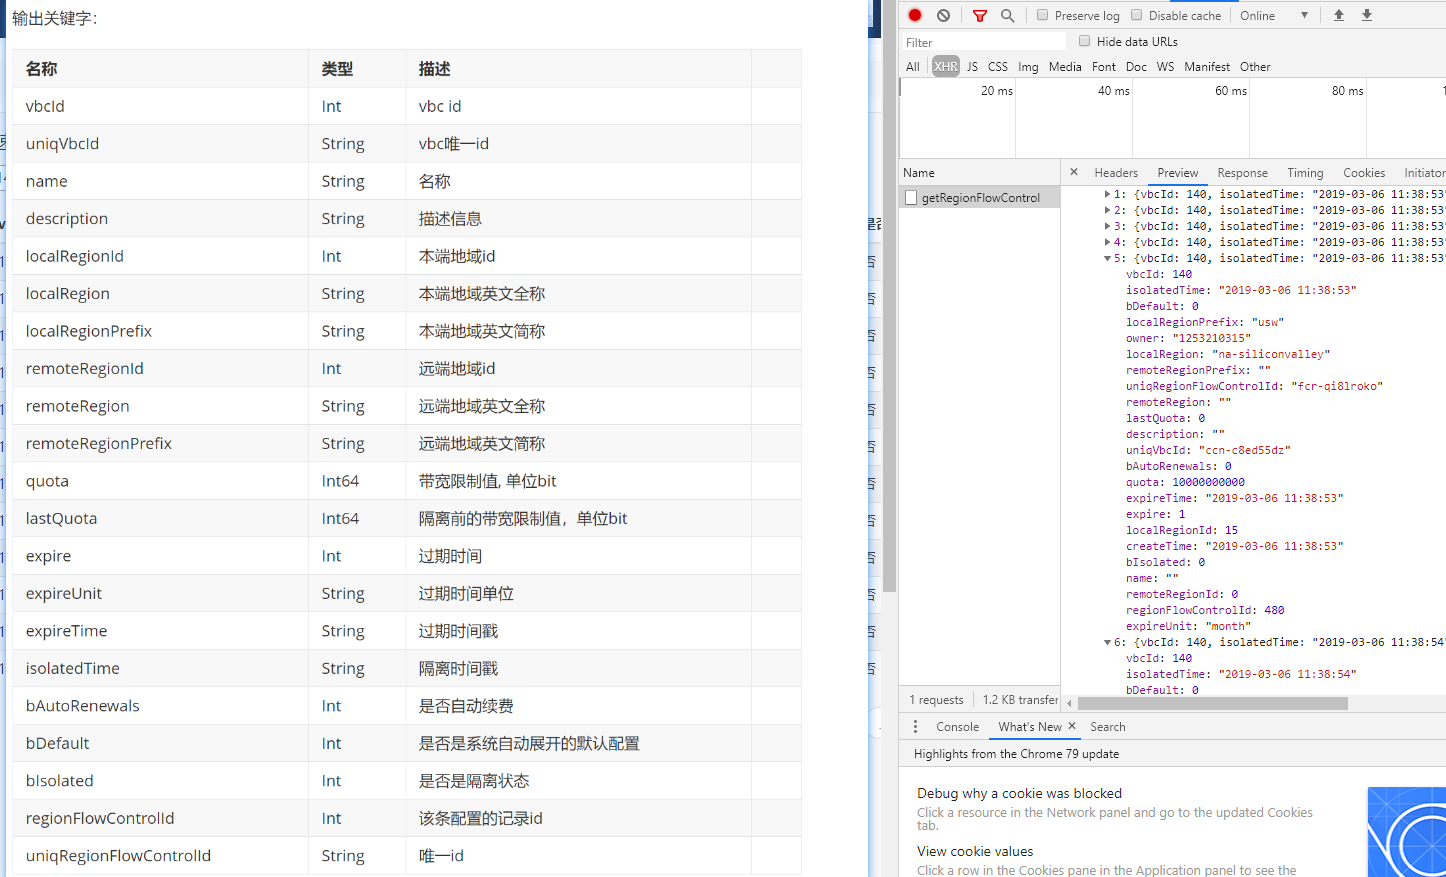 输出关键字：
名称 类型 描述
vbcId Int vbc id
uniqVbcId String vbc唯一id
name String 名称
description String 描述信息
localRegionId Int 本端地域id
localRegion String 本端地域英文全称
localRegionPrefix String 本端地域英文简称
remoteRegionId Int 远端地域id
remoteRegion String 远端地域英文全称
remoteRegionPrefix String 远端地域英文简称
quota Int64 带宽限制值, 单位bit
lastQuota Int64 隔离前的带宽限制值，单位bit
expire Int 过期时间
expireUnit String 过期时间单位
expireTime String 过期时间戳
isolatedTime String 隔离时间戳
bAutoRenewals Int 是否自动续费
bDefault Int 是否是系统自动展开的默认配置
bIsolated Int 是否是隔离状态
regionFlowControlId Int 该条配置的记录id
uniqRegionFlowControlId String 唯一id
Preserve log Disable cache Online
Filter Hide data URLs
All XHR JS CSS Img Media Font Doc WS Manifest Other
20 ms 40 ms 60 ms 80 ms
Name Headers Preview Response Timing Cookies Initiator
getRegionFlowControl
1: {vbcId: 140, isolatedTime: "2019-03-06 11:38:53"
2: {vbcId: 140, isolatedTime: "2019-03-06 11:38:53"
3: {vbcId: 140, isolatedTime: "2019-03-06 11:38:53"
4: {vbcId: 140, isolatedTime: "2019-03-06 11:38:53"
5: {vbcId: 140, isolatedTime: "2019-03-06 11:38:53"
vbcId: 140
isolatedTime: "2019-03-06 11:38:53"
bDefault: 0
localRegionPrefix: "usw"
owner: "1253210315"
localRegion: "na-siliconvalley"
remoteRegionPrefix: ""
uniqRegionFlowControlId: "fcr-qi8lroko"
remoteRegion: ""
lastQuota: 0
description: ""
uniqVbcId: "ccn-c8ed55dz"
bAutoRenewals: 0
quota: 10000000000
expireTime: "2019-03-06 11:38:53"
expire: 1
localRegionId: 15
createTime: "2019-03-06 11:38:53"
bIsolated: 0
name: ""
remoteRegionId: 0
regionFlowControlId: 480
expireUnit: "month"
6: {vbcId: 140, isolatedTime: "2019-03-06 11:38:54"
vbcId: 140
isolatedTime: "2019-03-06 11:38:54"
bDefault: 0
1 requests 1.2 KB transfer
Console What's New Search
Highlights from the Chrome 79 update
Debug why a cookie was blocked
Click a resource in the Network panel and go to the updated Cookies
tab.
View cookie values
Click a row in the Cookies pane in the Application panel to see the